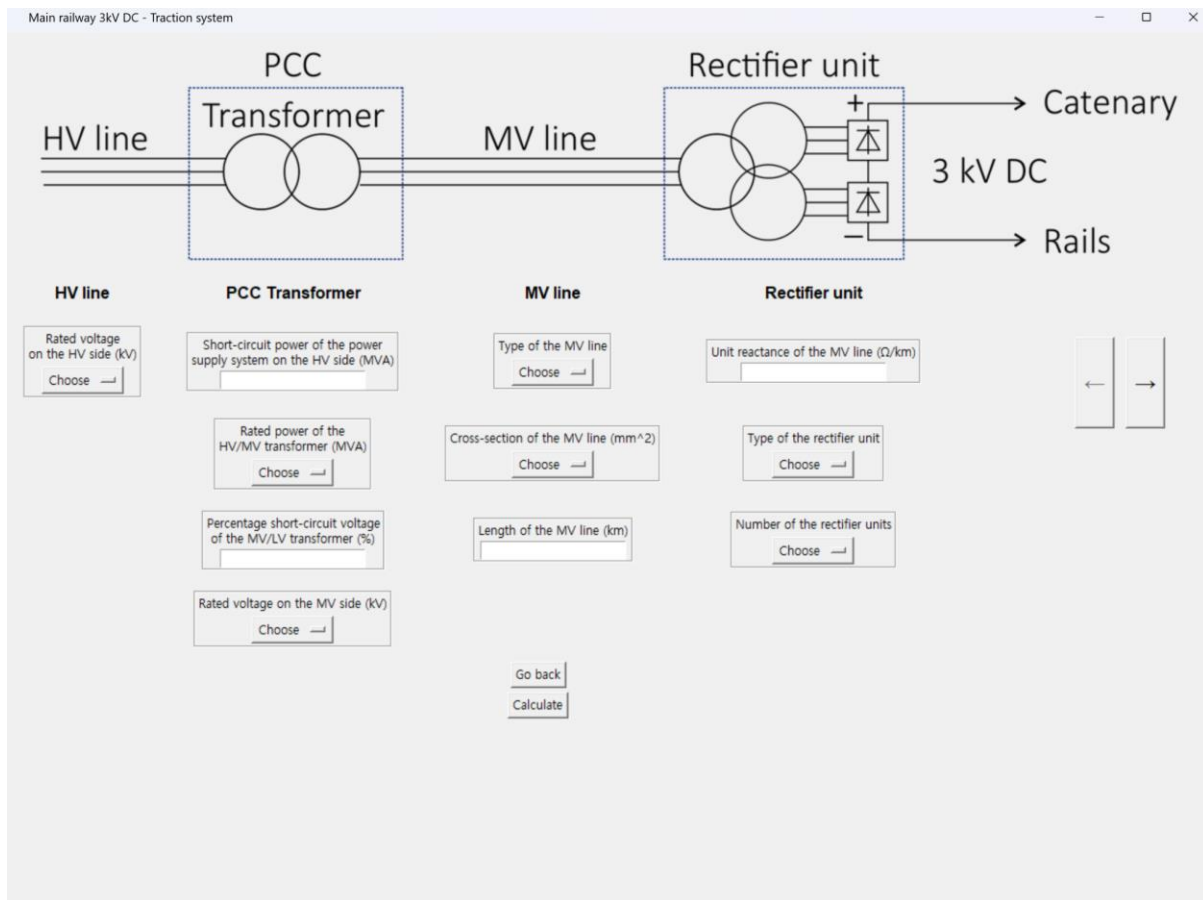 Main railway 3kV DC - Traction system
PCC
Rectifier unit
Transformer
HV line
MV line
+
Catenary
3 kV DC
−
Rails
HV line
PCC Transformer
MV line
Rectifier unit
Rated voltage
on the HV side (kV)
Choose
Short-circuit power of the power
supply system on the HV side (MVA)
Type of the MV line
Choose
Unit reactance of the MV line (Ω/km)
←
→
Rated power of the
HV/MV transformer (MVA)
Choose
Cross-section of the MV line (mm^2)
Choose
Type of the rectifier unit
Choose
Percentage short-circuit voltage
of the MV/LV transformer (%)
Length of the MV line (km)
Number of the rectifier units
Choose
Rated voltage on the MV side (kV)
Choose
Go back
Calculate